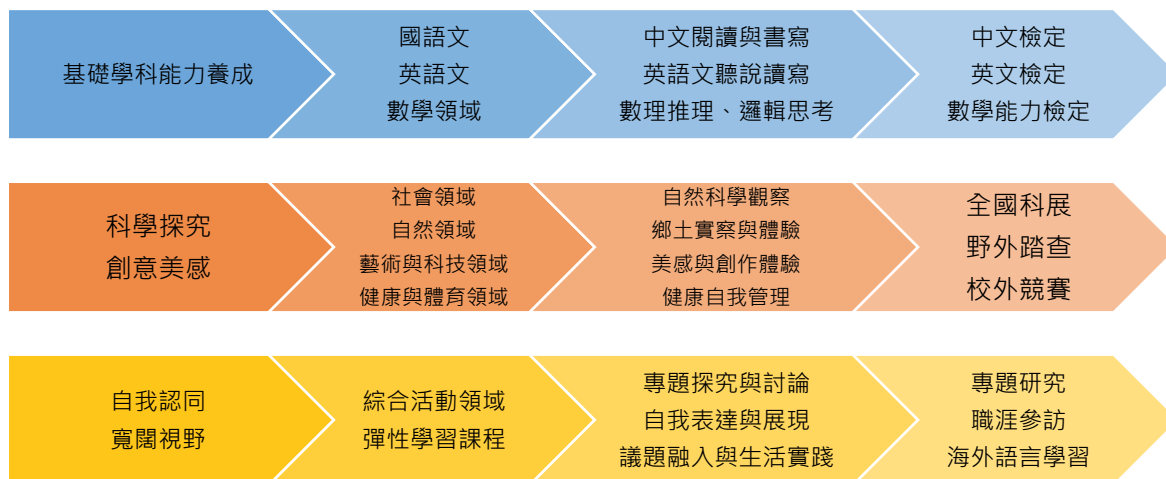 基礎學科能力養成
國語文
英語文
數學領域
中文閱讀與書寫
英語文聽說讀寫
數理推理、邏輯思考
中文檢定
英文檢定
數學能力檢定
科學探究
創意美感
社會領域
自然領域
藝術與科技領域
健康與體育領域
自然科學觀察
鄉土實察與體驗
美感與創作體驗
健康自我管理
全國科展
野外踏查
校外競賽
自我認同
寬闊視野
綜合活動領域
彈性學習課程
專題探究與討論
自我表達與展現
議題融入與生活實踐
專題研究
職涯參訪
海外語言學習